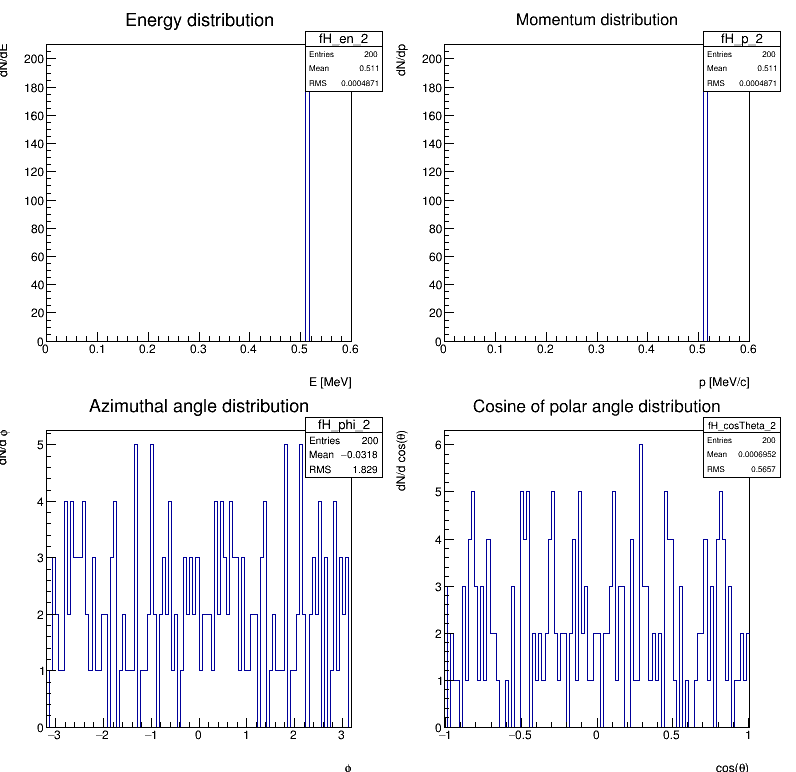 Energy distribution
dN/dE
fH_en_2
Entries 200
Mean 0.511
RMS 0.0004871
200
180
160
140
120
100
80
60
40
20
0
0 0.1 0.2 0.3 0.4 0.5 0.6
E [MeV]
Momentum distribution
dN/dp
fH_p_2
Entries 200
Mean 0.511
RMS 0.0004871
200
180
160
140
120
100
80
60
40
20
0
0 0.1 0.2 0.3 0.4 0.5 0.6
p [MeV/c]
Azimuthal angle distribution
dN/d ϕ
fH_phi_2
Entries 200
Mean −0.0318
RMS 1.829
5
4
3
2
1
0
−3 −2 −1 0 1 2 3
ϕ
Cosine of polar angle distribution
dN/d cos(θ)
fH_cosTheta_2
Entries 200
Mean 0.0006952
RMS 0.5657
6
5
4
3
2
1
0
−1 −0.5 0 0.5 1
cos(θ)